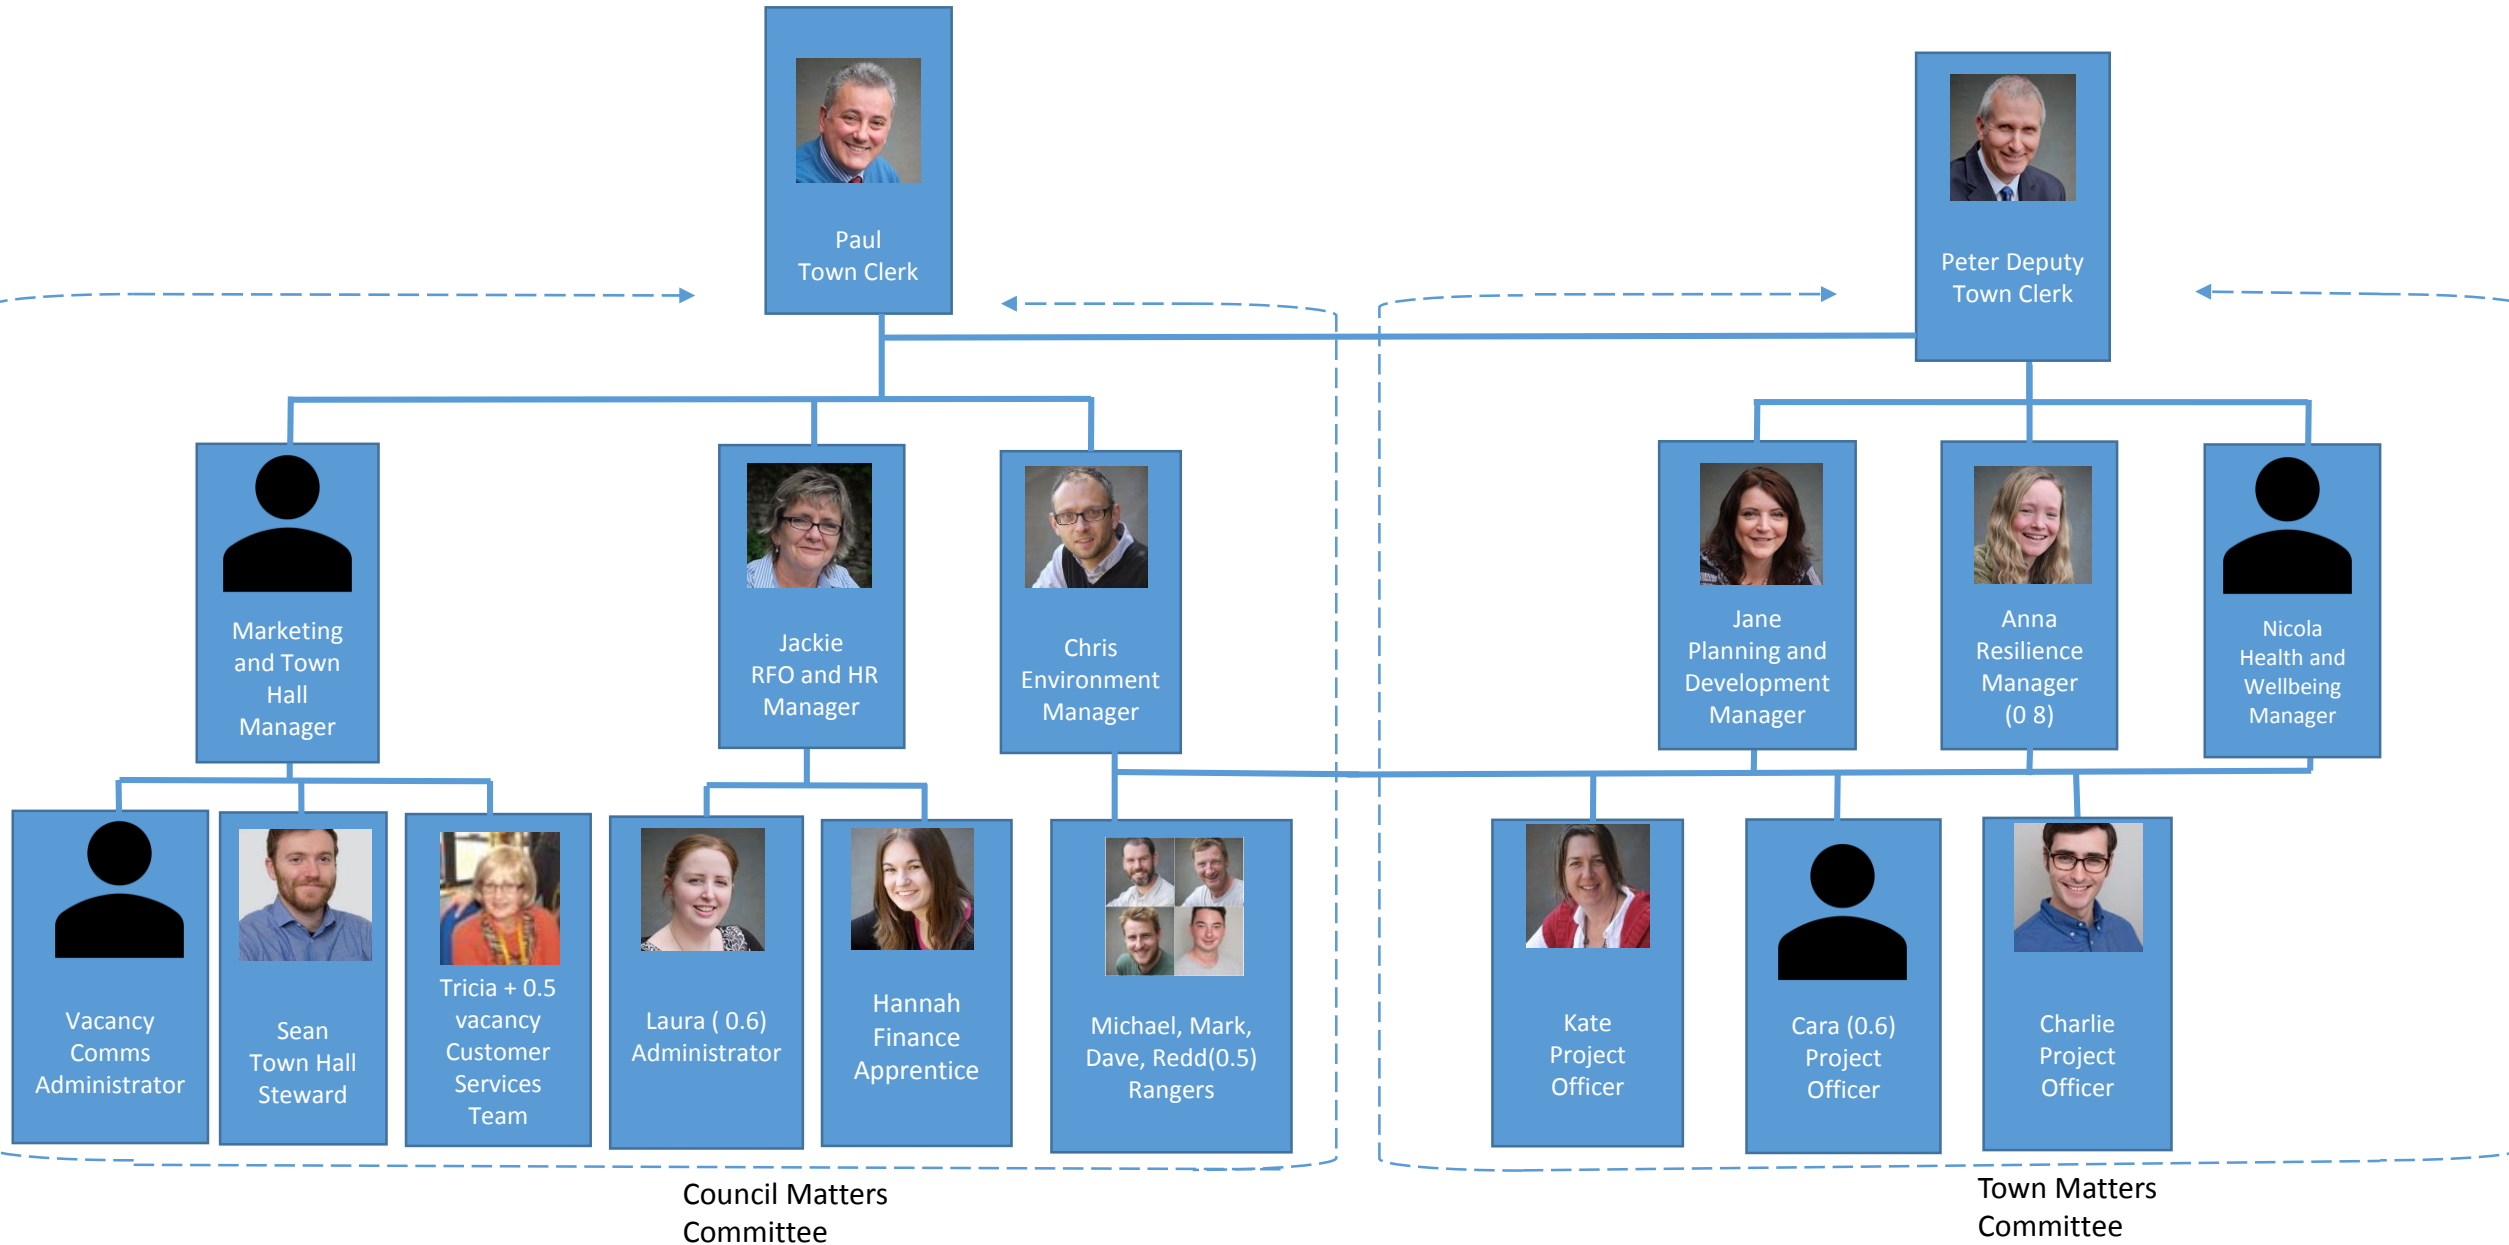 Paul
Town Clerk
Peter Deputy
Town Clerk
Marketing
and Town
Hall
Manager
Jackie
RFO and HR
Manager
Chris
Environment
Manager
Jane
Planning and
Development
Manager
Anna
Resilience
Manager
(0 8)
Nicola
Health and
Wellbeing
Manager
Vacancy
Comms
Administrator
Sean
Town Hall
Steward
Tricia + 0.5
vacancy
Customer
Services
Team
Laura ( 0.6)
Administrator
Hannah
Finance
Apprentice
Michael, Mark,
Dave, Redd(0.5)
Rangers
Kate
Project
Officer
Cara (0.6)
Project
Officer
Charlie
Project
Officer
Council Matters
Committee
Town Matters
Committee